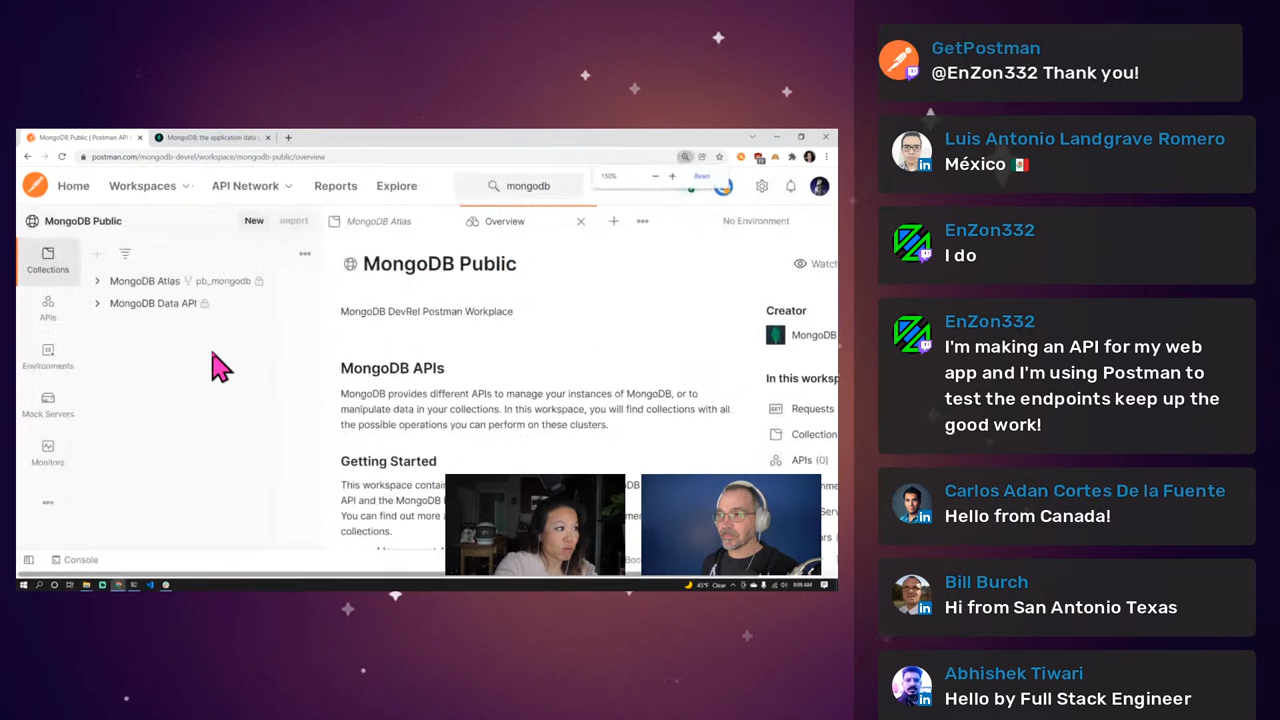 MongoDB Public | Postman API
MongoDB: the application data
postman.com/mongodb-devrel/workspace/mongodb-public/overview
Home
Workspaces
API Network
Reports
Explore
mongodb
150%
Reset
MongoDB Public
New
Import
MongoDB Atlas
Overview
No Environment
Collections
APIs
Environments
Mock Servers
Monitors
MongoDB Atlas
pb_mongodb
MongoDB Data API
MongoDB Public
Watch
MongoDB DevRel Postman Workplace
Creator
MongoDB
MongoDB APIs
MongoDB provides different APIs to manage your instances of MongoDB, or to
manipulate data in your collections. In this workspace, you will find collections with all
the possible operations you can perform on these clusters.
In this worksp
Requests
Collection
APIs (0)
Getting Started
This workspace contai
API and the MongoDB
You can find out more a
collections.
Console
45°F Clear
8:09 AM
GetPostman
@EnZon332 Thank you!
Luis Antonio Landgrave Romero
México 🇲🇽
EnZon332
I do
EnZon332
I'm making an API for my web
app and I'm using Postman to
test the endpoints keep up the
good work!
Carlos Adan Cortes De la Fuente
Hello from Canada!
Bill Burch
Hi from San Antonio Texas
Abhishek Tiwari
Hello by Full Stack Engineer